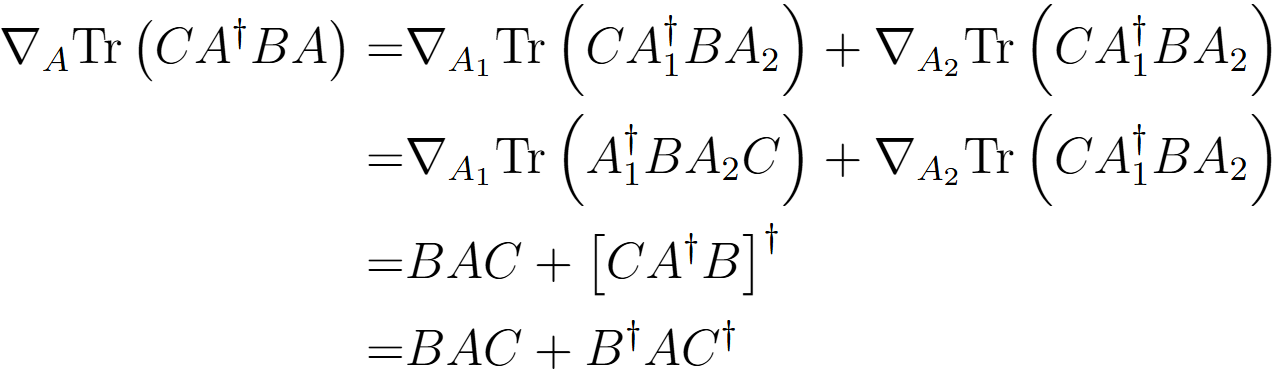 ∇_A Tr (CA^†BA) = ∇_{A_1} Tr (CA_1^†BA_2) + ∇_{A_2} Tr (CA_1^†BA_2)
= ∇_{A_1} Tr (A_1^†BA_2C) + ∇_{A_2} Tr (CA_1^†BA_2)
= BAC + [CA^†B]^†
= BAC + B^†AC^†